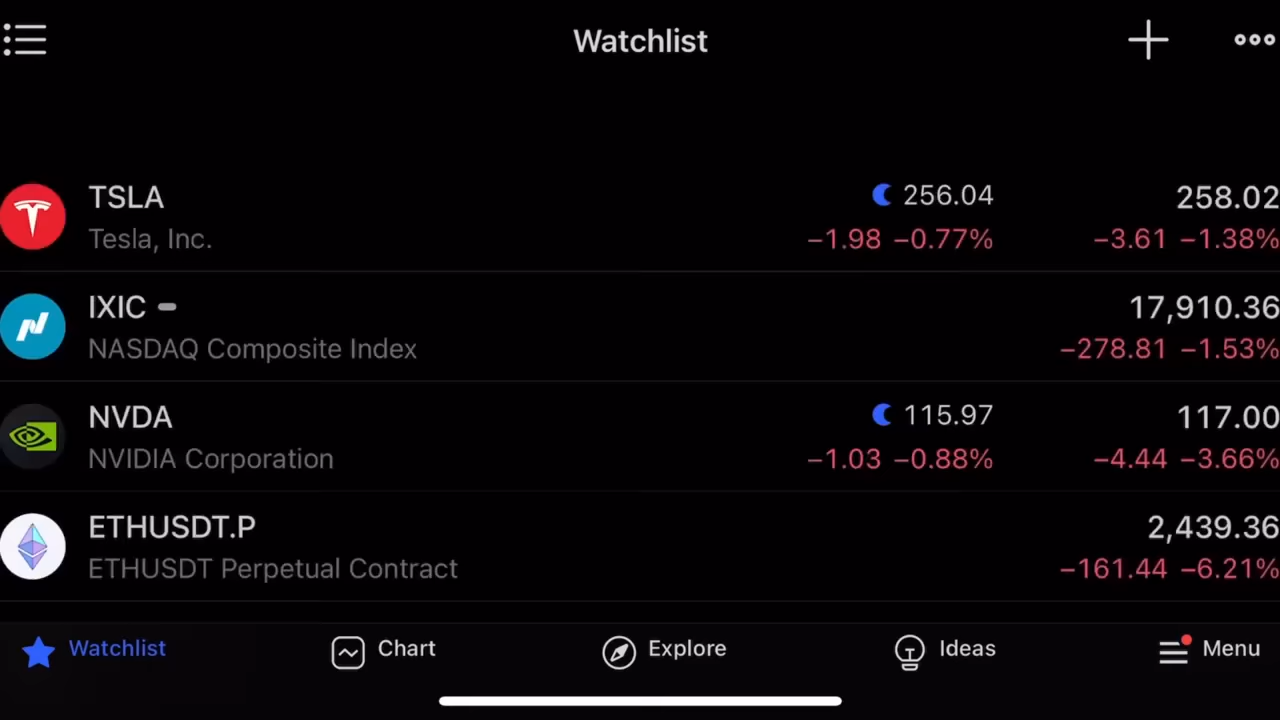 Watchlist
TSLA 256.04 258.02
Tesla, Inc. −1.98 −0.77% −3.61 −1.38%
IXIC 17,910.36
NASDAQ Composite Index −278.81 −1.53%
NVDA 115.97 117.00
NVIDIA Corporation −1.03 −0.88% −4.44 −3.66%
ETHUSDT.P 2,439.36
ETHUSDT Perpetual Contract −161.44 −6.21%
Watchlist Chart Explore Ideas Menu